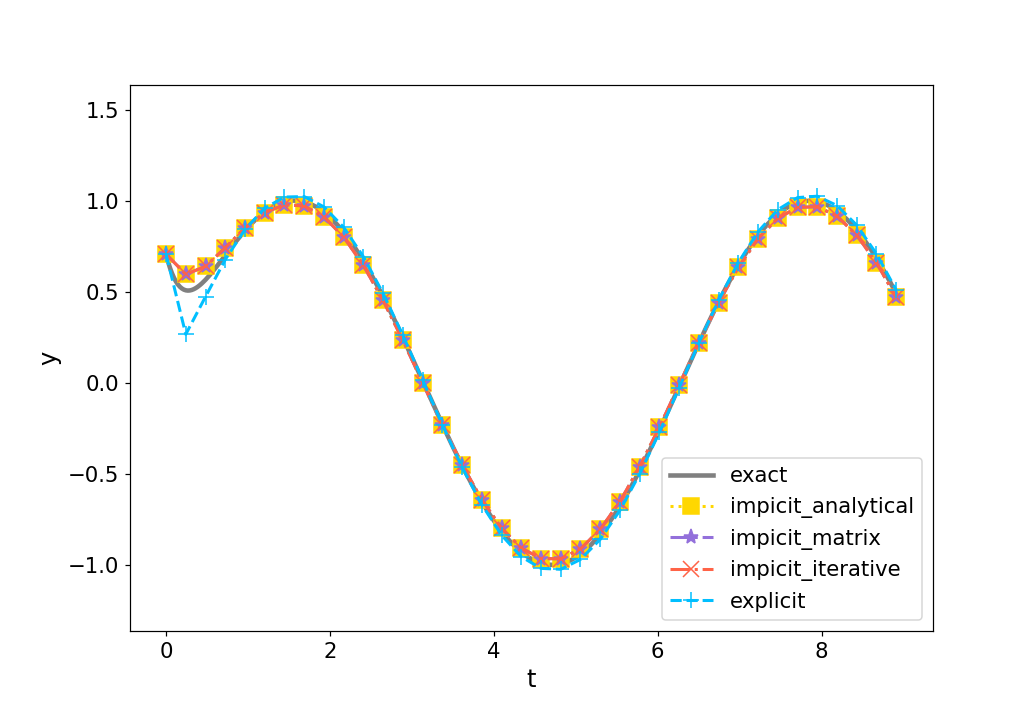 1.5
1.0
0.5
0.0
−0.5
−1.0
y
0
2
4
6
8
t
exact
impicit_analytical
impicit_matrix
impicit_iterative
explicit